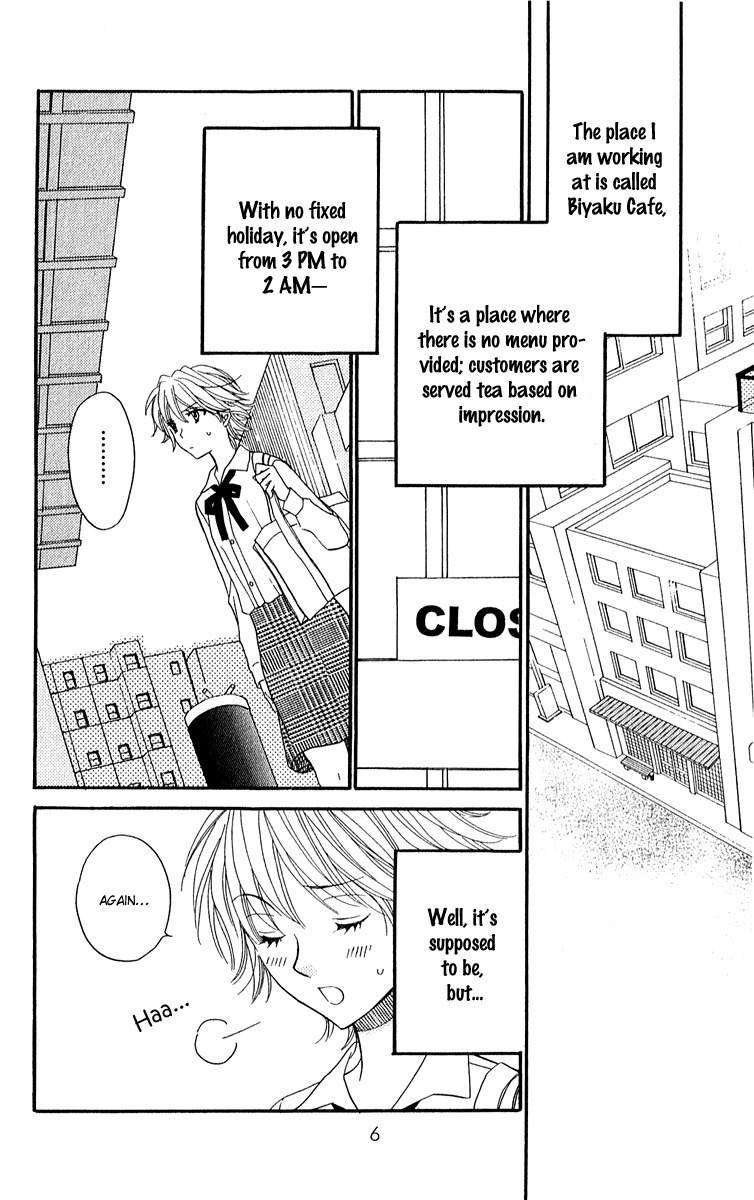 The place I
am working
at is called
Biyaku Cafe,
It's a place where
there is no menu pro-
vided; customers are
served tea based on
impression.
With no fixed
holiday, it's open
from 3 PM to
2 AM—
CLOS
.........
AGAIN...
Haa...
Well, it's
supposed
to be,
but...
6